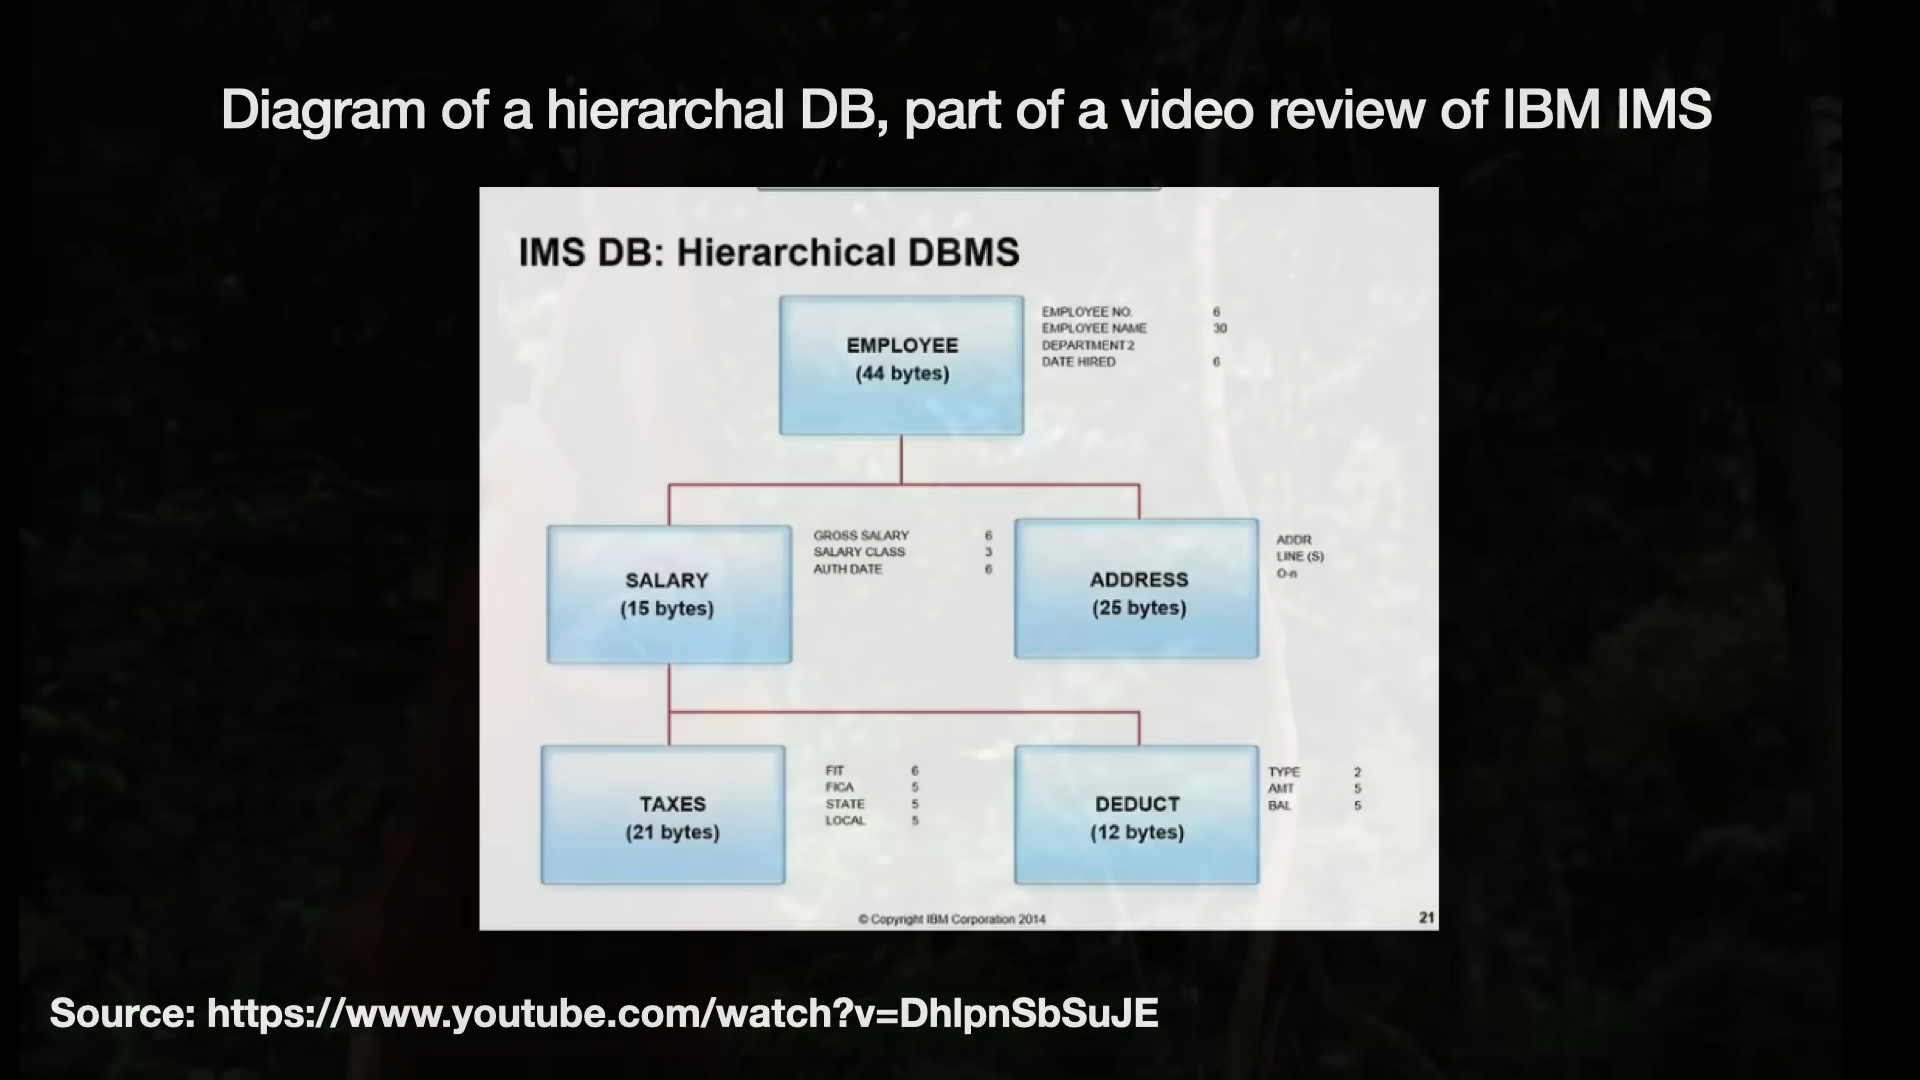 Diagram of a hierarchal DB, part of a video review of IBM IMS
IMS DB: Hierarchical DBMS
EMPLOYEE
(44 bytes)
EMPLOYEE NO. 6
EMPLOYEE NAME 30
DEPARTMENT 2
DATE HIRED 6
SALARY
(15 bytes)
GROSS SALARY 6
SALARY CLASS 3
AUTH DATE 6
ADDRESS
(25 bytes)
ADDR
LINE (S)
O-n
TAXES
(21 bytes)
FIT 6
FICA 5
STATE 5
LOCAL 5
DEDUCT
(12 bytes)
TYPE 2
AMT 5
BAL 5
© Copyright IBM Corporation 2014
21
Source: https://www.youtube.com/watch?v=DhlpnSbSuJE